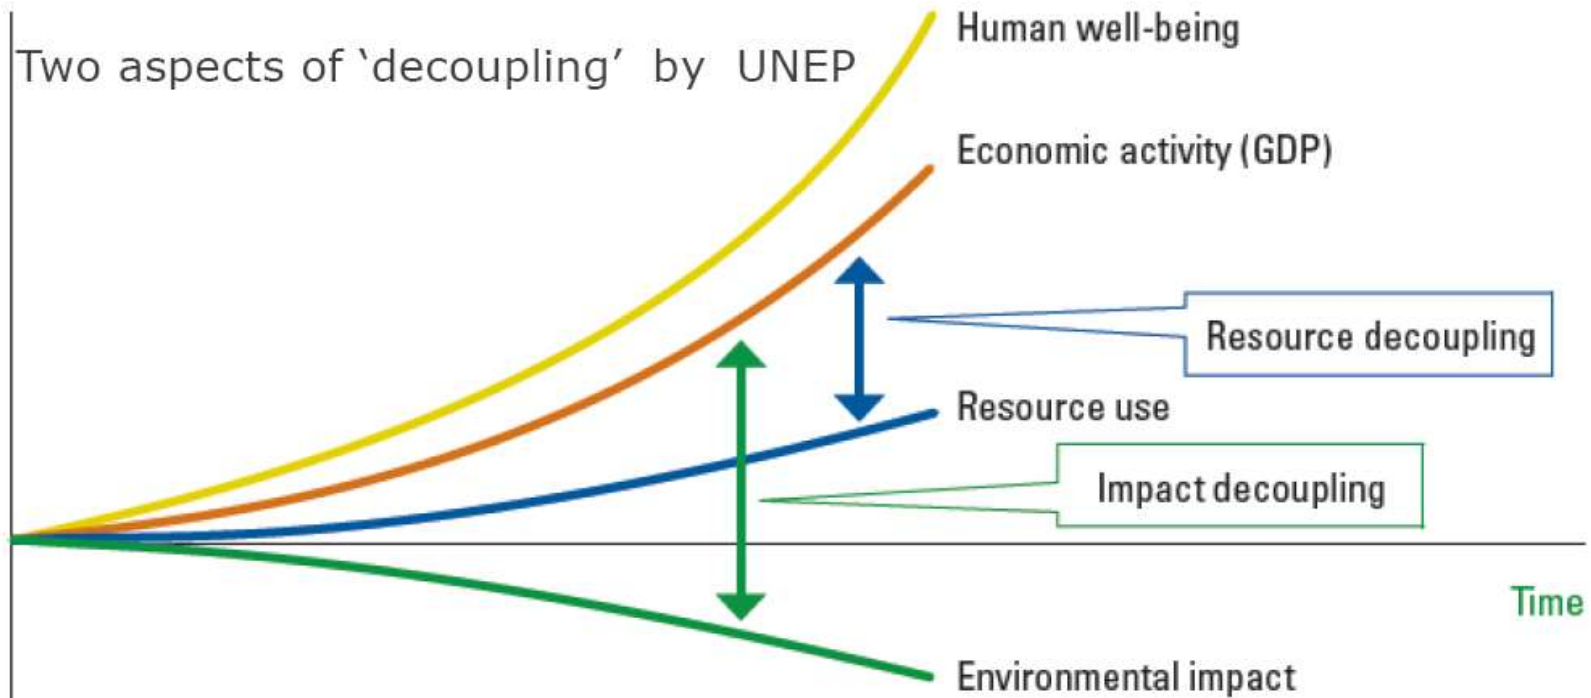 Human well-being
Two aspects of ‘decoupling’ by UNEP
Economic activity (GDP)
Resource decoupling
Resource use
Impact decoupling
Time
Environmental impact